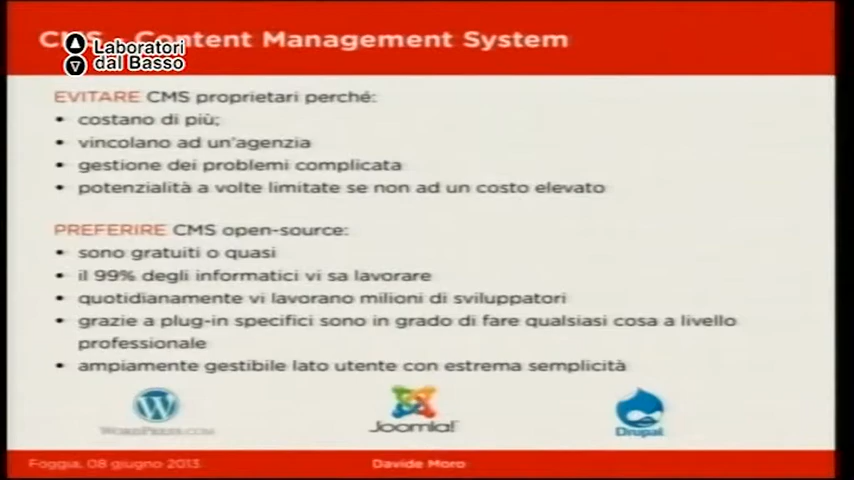 CMS - Content Management System
Laboratori
dal Basso
EVITARE CMS proprietari perché:
• costano di più;
• vincolano ad un'agenzia
• gestione dei problemi complicata
• potenzialità a volte limitate se non ad un costo elevato
PREFERIRE CMS open-source:
• sono gratuiti o quasi
• il 99% degli informatici vi sa lavorare
• quotidianamente vi lavorano milioni di sviluppatori
• grazie a plug-in specifici sono in grado di fare qualsiasi cosa a livello
professionale
• ampiamente gestibile lato utente con estrema semplicità
WORDPRESS.COM
Joomla!
Drupal
Foggia, 08 giugno 2013
Davide Moro